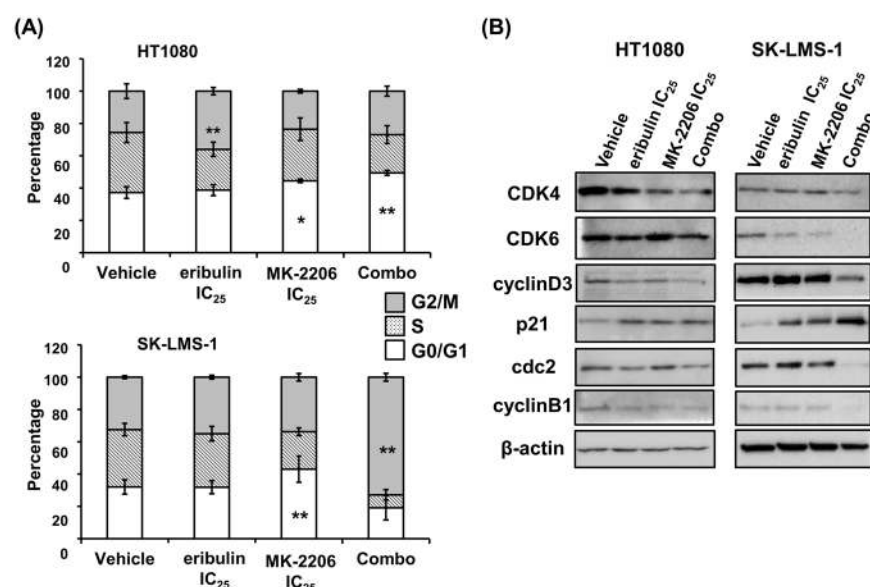 (A)
HT1080
120
100
80
60
40
20
0
Percentage
**
*
**
Vehicle
eribulin
IC25
MK-2206
IC25
Combo
G2/M
S
G0/G1
SK-LMS-1
120
100
80
60
40
20
0
Percentage
**
**
Vehicle
eribulin
IC25
MK-2206
IC25
Combo
(B)
HT1080
SK-LMS-1
Vehicle
eribulin IC25
MK-2206 IC25
Combo
Vehicle
eribulin IC25
MK-2206 IC25
Combo
CDK4
CDK6
cyclinD3
p21
cdc2
cyclinB1
β-actin